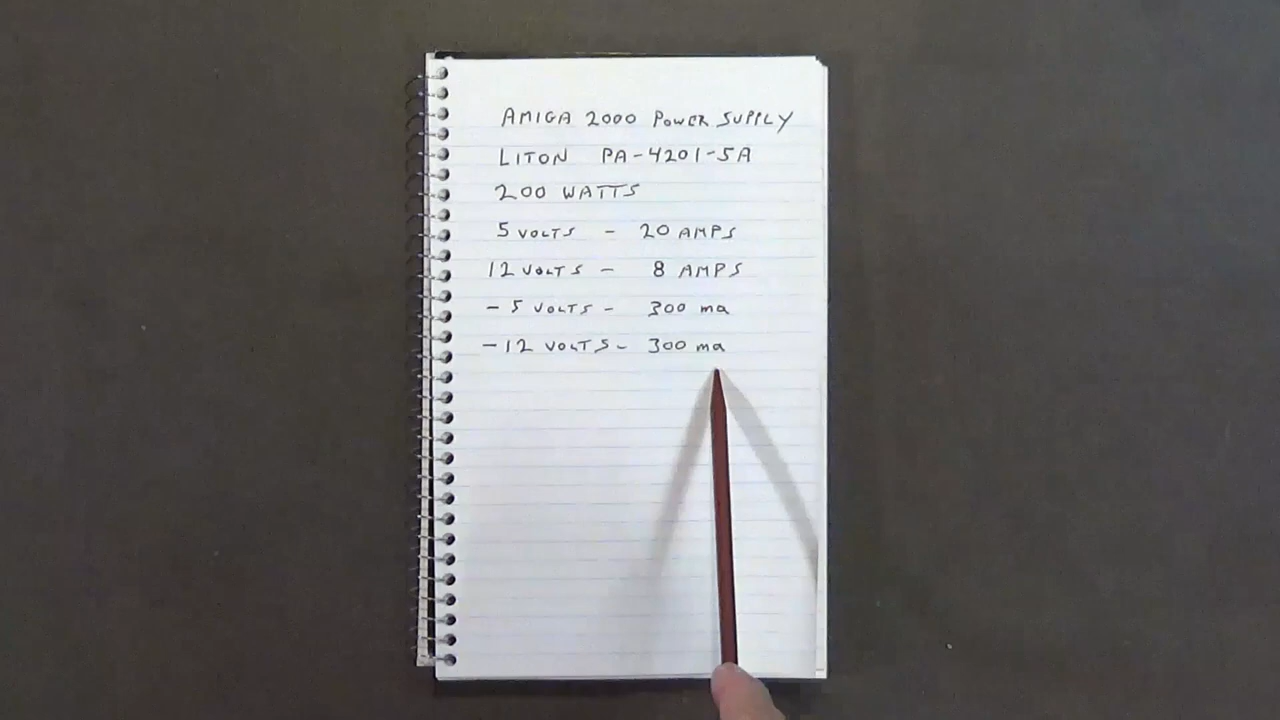 AMIGA 2000 POWER SUPPLY
LITON PA-4201-5A
200 WATTS
5 VOLTS - 20 AMPS
12 VOLTS - 8 AMPS
- 5 VOLTS - 300 ma
-12 VOLTS - 300 ma